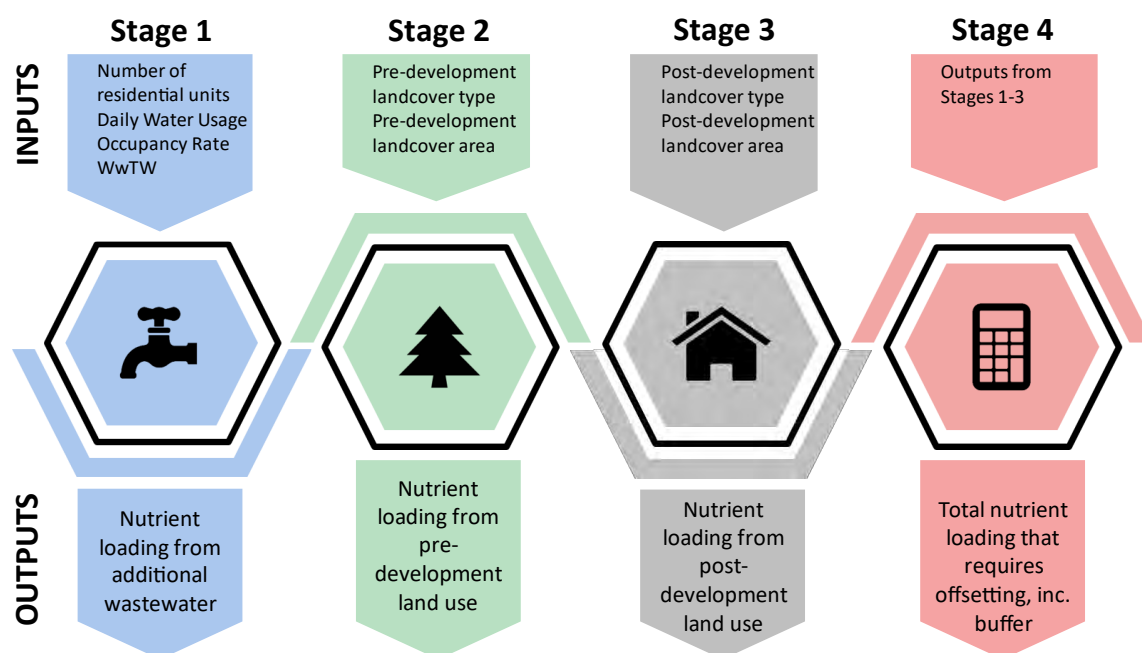 Stage 1
Stage 2
Stage 3
Stage 4
INPUTS
Number of
residential units
Daily Water Usage
Occupancy Rate
WwTW
Pre-development
landcover type
Pre-development
landcover area
Post-development
landcover type
Post-development
landcover area
Outputs from
Stages 1-3
OUTPUTS
Nutrient
loading from
additional
wastewater
Nutrient
loading from
pre-
development
land use
Nutrient
loading from
post-
development
land use
Total nutrient
loading that
requires
offsetting, inc.
buffer